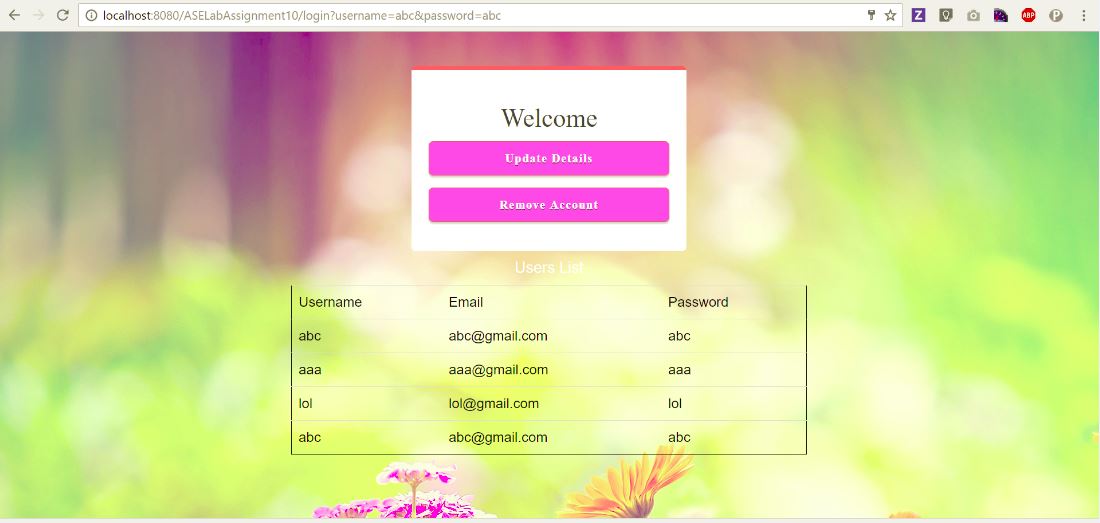 localhost:8080/ASELabAssignment10/login?username=abc&password=abc
Z
ABP
P
Welcome
Update Details
Remove Account
Users List
Username Email Password
abc abc@gmail.com abc
aaa aaa@gmail.com aaa
lol lol@gmail.com lol
abc abc@gmail.com abc